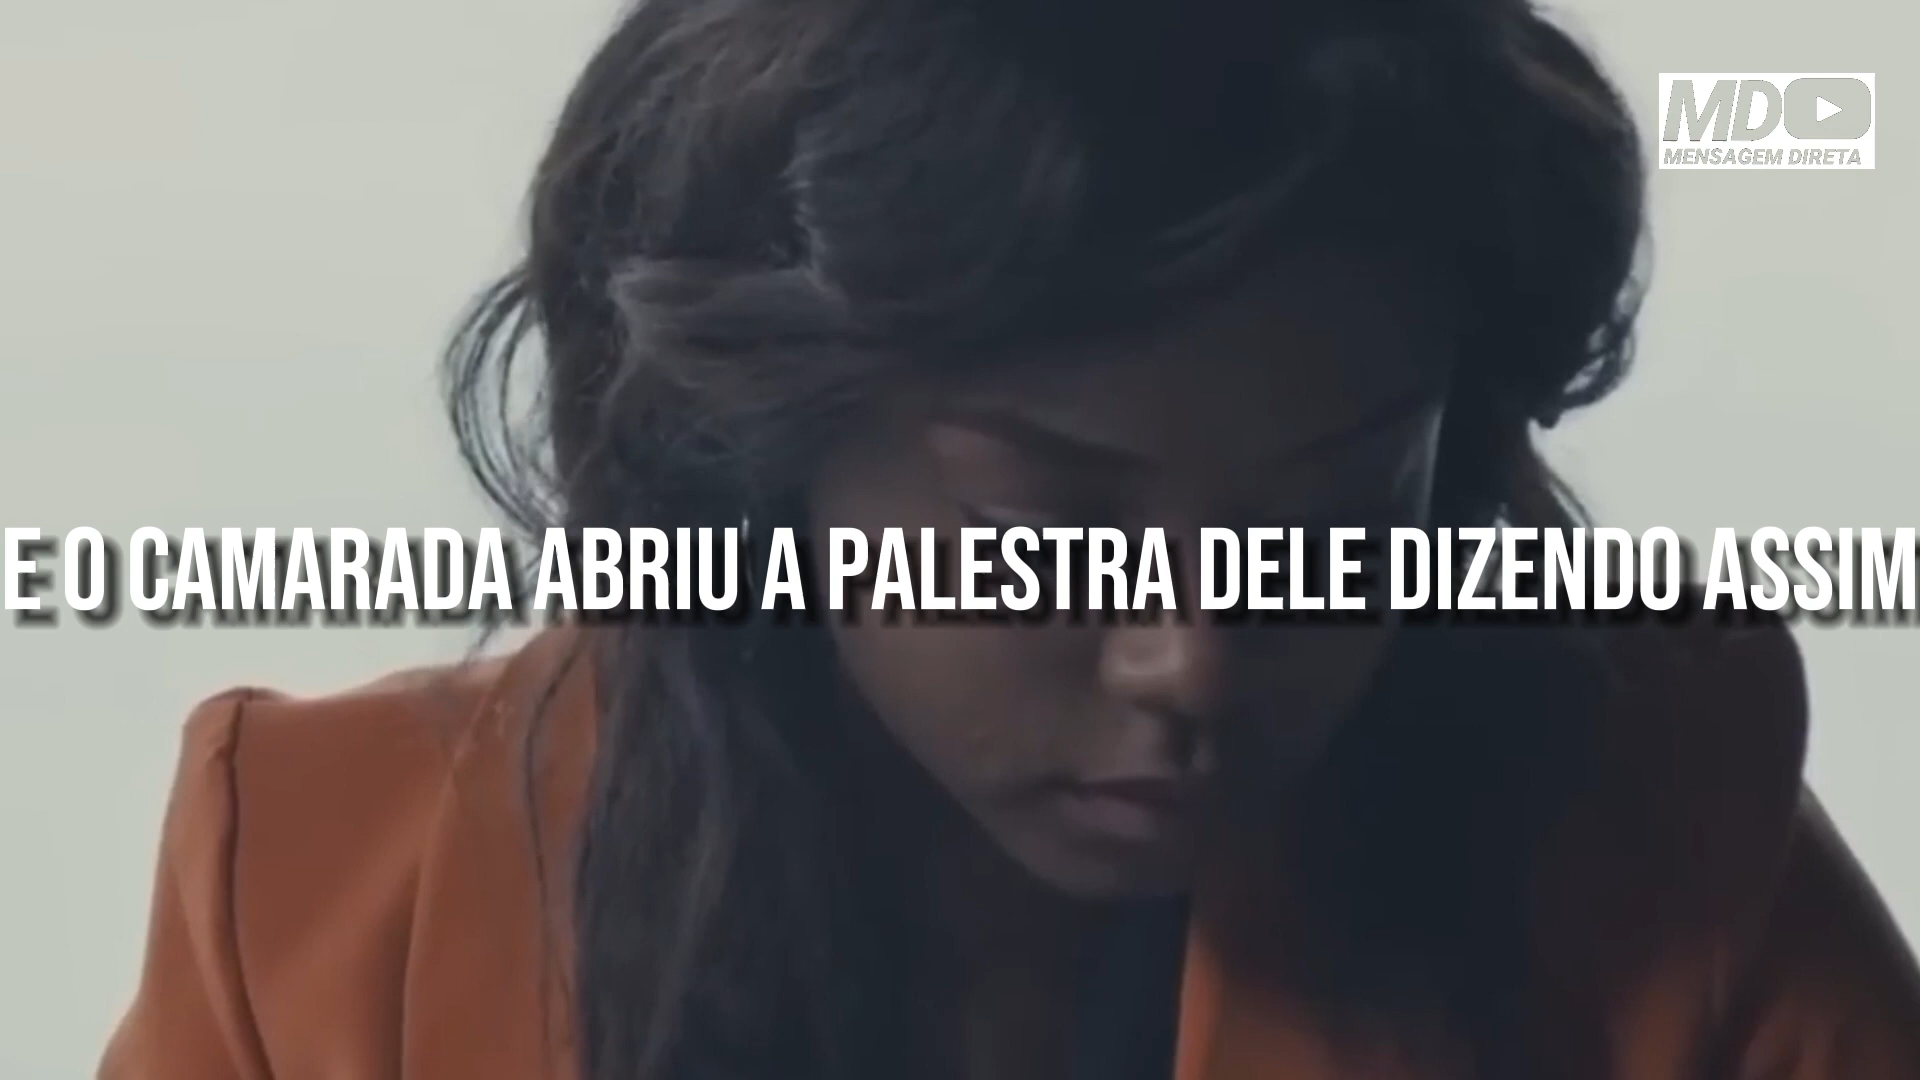 MD
MENSAGEM DIRETA
E O CAMARADA ABRIU A PALESTRA DELE DIZENDO ASSIM